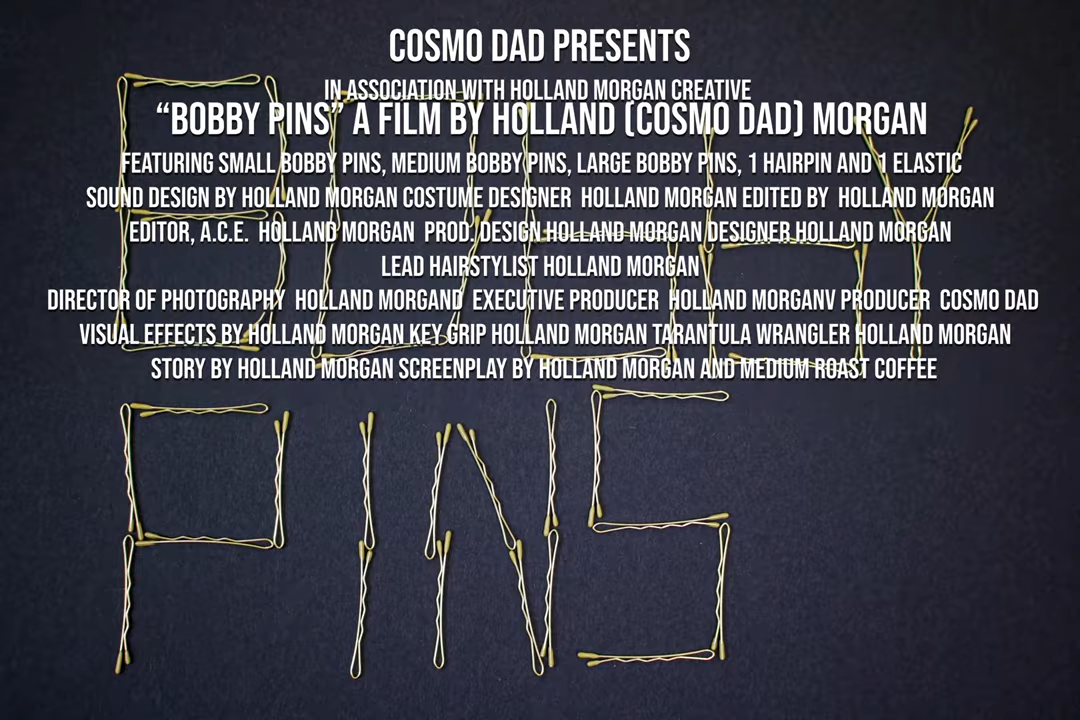 COSMO DAD PRESENTS
IN ASSOCIATION WITH HOLLAND MORGAN CREATIVE
“BOBBY PINS” A FILM BY HOLLAND (COSMO DAD) MORGAN
FEATURING SMALL BOBBY PINS, MEDIUM BOBBY PINS, LARGE BOBBY PINS, 1 HAIRPIN AND 1 ELASTIC
SOUND DESIGN BY HOLLAND MORGAN COSTUME DESIGNER HOLLAND MORGAN EDITED BY HOLLAND MORGAN
EDITOR, A.C.E. HOLLAND MORGAN PROD. DESIGN HOLLAND MORGAN DESIGNER HOLLAND MORGAN
LEAD HAIRSTYLIST HOLLAND MORGAN
DIRECTOR OF PHOTOGRAPHY HOLLAND MORGAND EXECUTIVE PRODUCER HOLLAND MORGANV PRODUCER COSMO DAD
VISUAL EFFECTS BY HOLLAND MORGAN KEY GRIP HOLLAND MORGAN TARANTULA WRANGLER HOLLAND MORGAN
STORY BY HOLLAND MORGAN SCREENPLAY BY HOLLAND MORGAN AND MEDIUM ROAST COFFEE
BOBBY
PINS